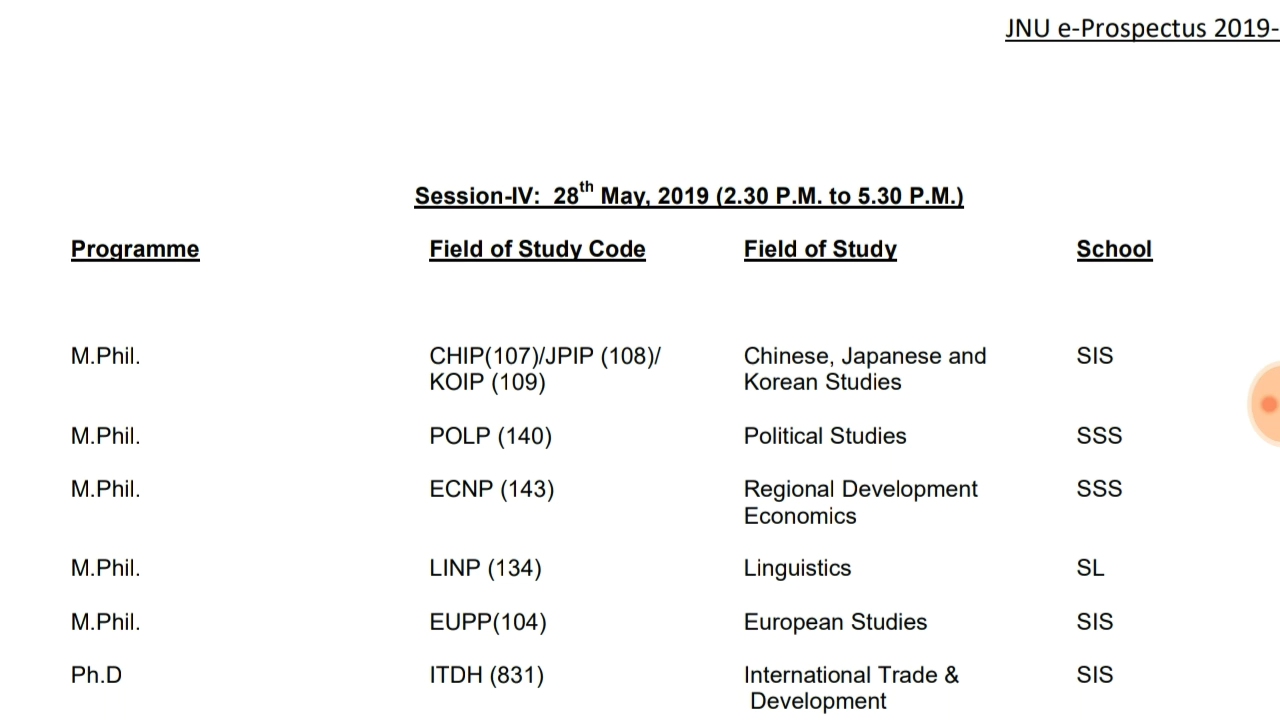 JNU e-Prospectus 2019-
Session-IV: 28th May, 2019 (2.30 P.M. to 5.30 P.M.)
Programme Field of Study Code Field of Study School
M.Phil. CHIP(107)/JPIP (108)/ Chinese, Japanese and SIS
KOIP (109) Korean Studies
M.Phil. POLP (140) Political Studies SSS
M.Phil. ECNP (143) Regional Development SSS
Economics
M.Phil. LINP (134) Linguistics SL
M.Phil. EUPP(104) European Studies SIS
Ph.D ITDH (831) International Trade & SIS
Development